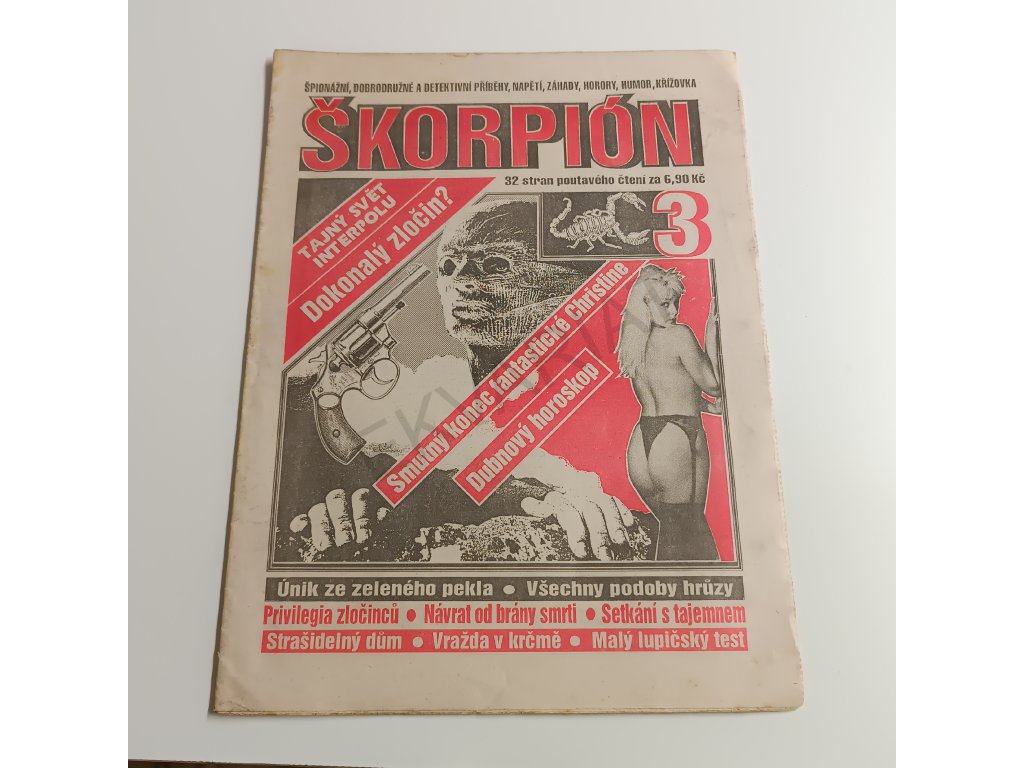 ŠPIONÁŽNÍ, DOBRODRUŽNÉ A DETEKTIVNÍ PŘÍBĚHY, NAPĚTÍ, ZÁHADY, HORORY, HUMOR, KŘÍŽOVKA
ŠKORPIÓN
32 stran poutavého čtení za 6,90 Kč
3
TAJNÝ SVĚT
INTERPOLU
Dokonalý zločin?
Smutný konec fantastické Christine
Dubnový horoskop
Únik ze zeleného pekla • Všechny podoby hrůzy
Privilegia zločinců • Návrat od brány smrti • Setkání s tajemnem
Strašidelný dům • Vražda v krčmě • Malý lupičský test